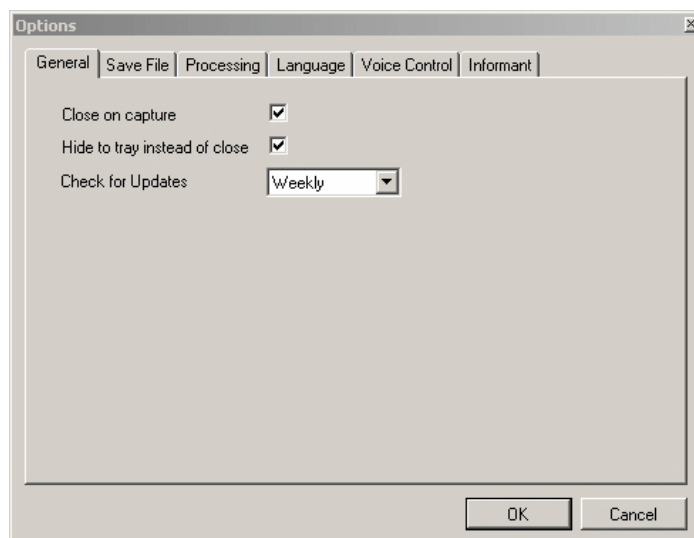 Options
General Save File Processing Language Voice Control Informant
Close on capture
Hide to tray instead of close
Check for Updates Weekly
OK Cancel